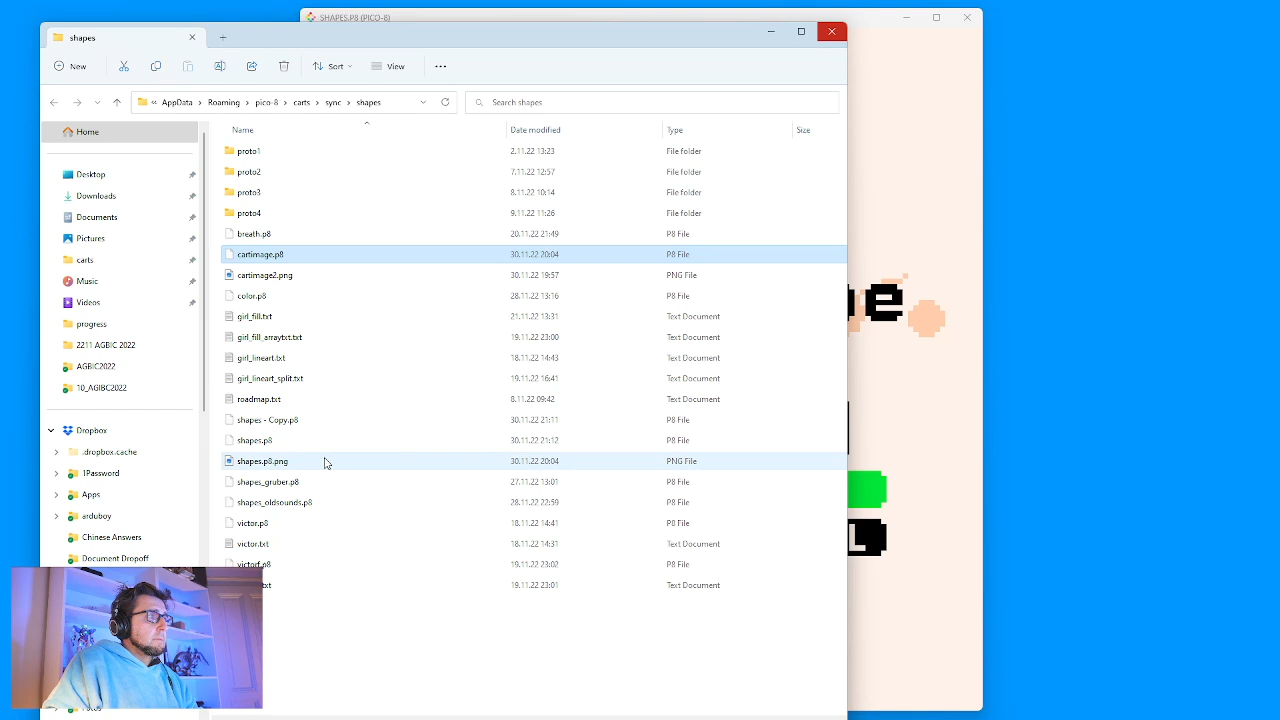 SHAPES.P8 (PICO-8)
shapes
New
Sort
View
« AppData > Roaming > pico-8 > carts > sync > shapes
Search shapes
Name Date modified Type Size
Home
Desktop
Downloads
Documents
Pictures
carts
Music
Videos
progress
2211 AGBIC 2022
AGBIC2022
10_AGIBC2022
Dropbox
.dropbox.cache
1Password
Apps
arduboy
Chinese Answers
Document Dropoff
proto1 2.11.22 13:23 File folder
proto2 7.11.22 12:57 File folder
proto3 8.11.22 10:14 File folder
proto4 9.11.22 11:26 File folder
breath.p8 20.11.22 21:49 P8 File
cartimage.p8 30.11.22 20:04 P8 File
cartimage2.png 30.11.22 19:57 PNG File
color.p8 28.11.22 13:16 P8 File
girl_fill.txt 21.11.22 13:31 Text Document
girl_fill_arraytxt.txt 19.11.22 23:00 Text Document
girl_lineart.txt 18.11.22 14:43 Text Document
girl_lineart_split.txt 19.11.22 16:41 Text Document
roadmap.txt 8.11.22 09:42 Text Document
shapes - Copy.p8 30.11.22 21:11 P8 File
shapes.p8 30.11.22 21:12 P8 File
shapes.p8.png 30.11.22 20:04 PNG File
shapes_gruber.p8 27.11.22 13:01 P8 File
shapes_oldsounds.p8 28.11.22 22:59 P8 File
victor.p8 18.11.22 14:41 P8 File
victor.txt 18.11.22 14:31 Text Document
victorf.p8 19.11.22 23:02 P8 File
txt 19.11.22 23:01 Text Document
e
L